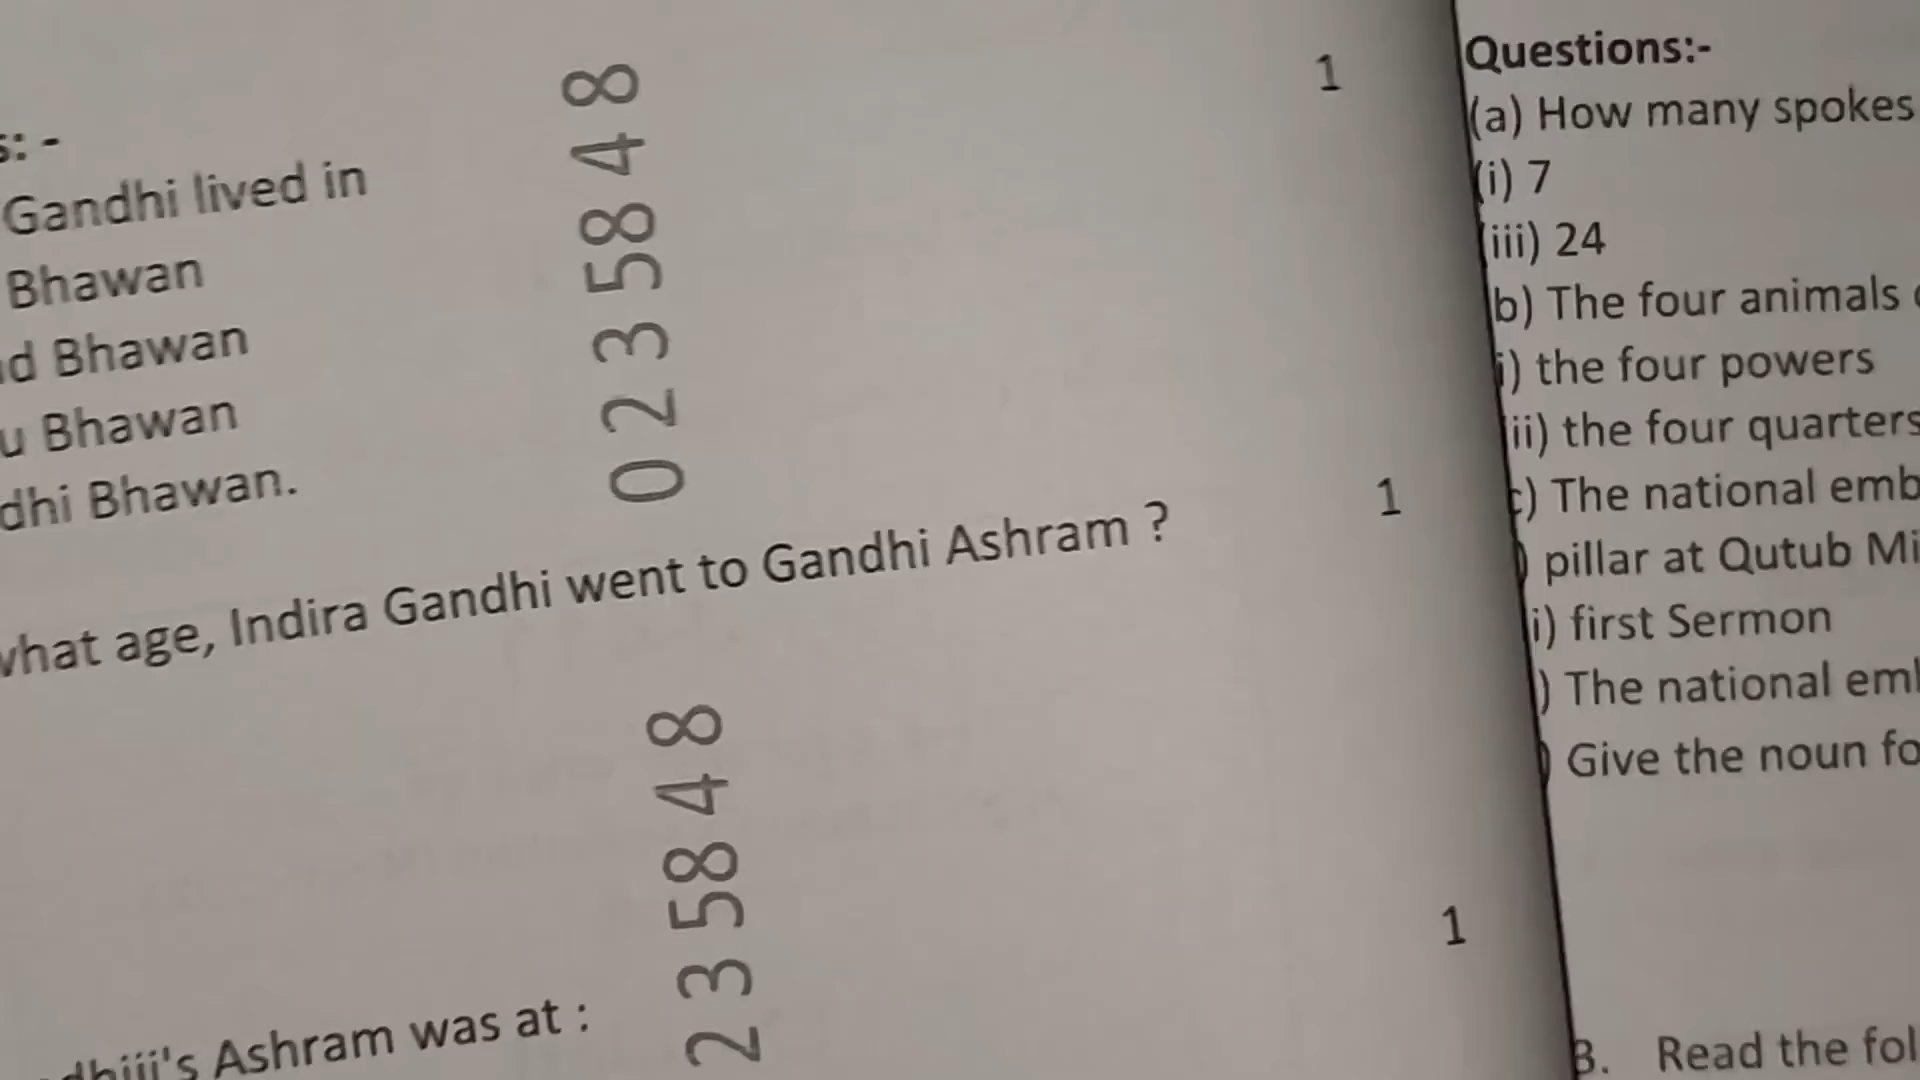 s: -
Gandhi lived in
Bhawan
d Bhawan
u Bhawan
dhi Bhawan.
1
0 2 3 5 8 4 8
what age, Indira Gandhi went to Gandhi Ashram ?
1
2 3 5 8 4 8
1
dhiji's Ashram was at :
Questions:-
(a) How many spokes
(i) 7
(iii) 24
b) The four animals
i) the four powers
ii) the four quarters
c) The national emb
) pillar at Qutub Mi
i) first Sermon
) The national em
) Give the noun fo
B. Read the fol